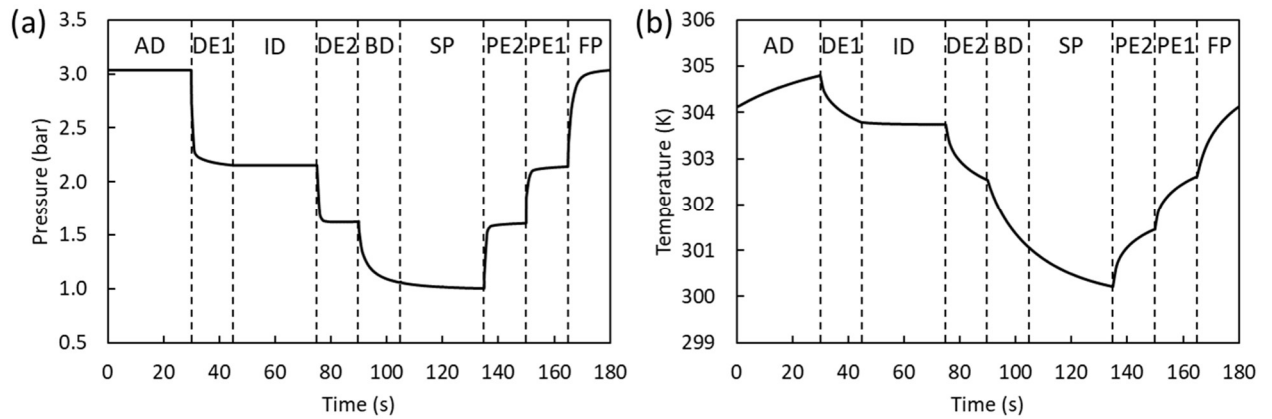 (a)
AD DE1 ID DE2 BD SP PE2 PE1 FP
3.5
3.0
2.5
2.0
1.5
1.0
0.5
Pressure (bar)
0 20 40 60 80 100 120 140 160 180
Time (s)
(b)
AD DE1 ID DE2 BD SP PE2 PE1 FP
306
305
304
303
302
301
300
299
Temperature (K)
0 20 40 60 80 100 120 140 160 180
Time (s)